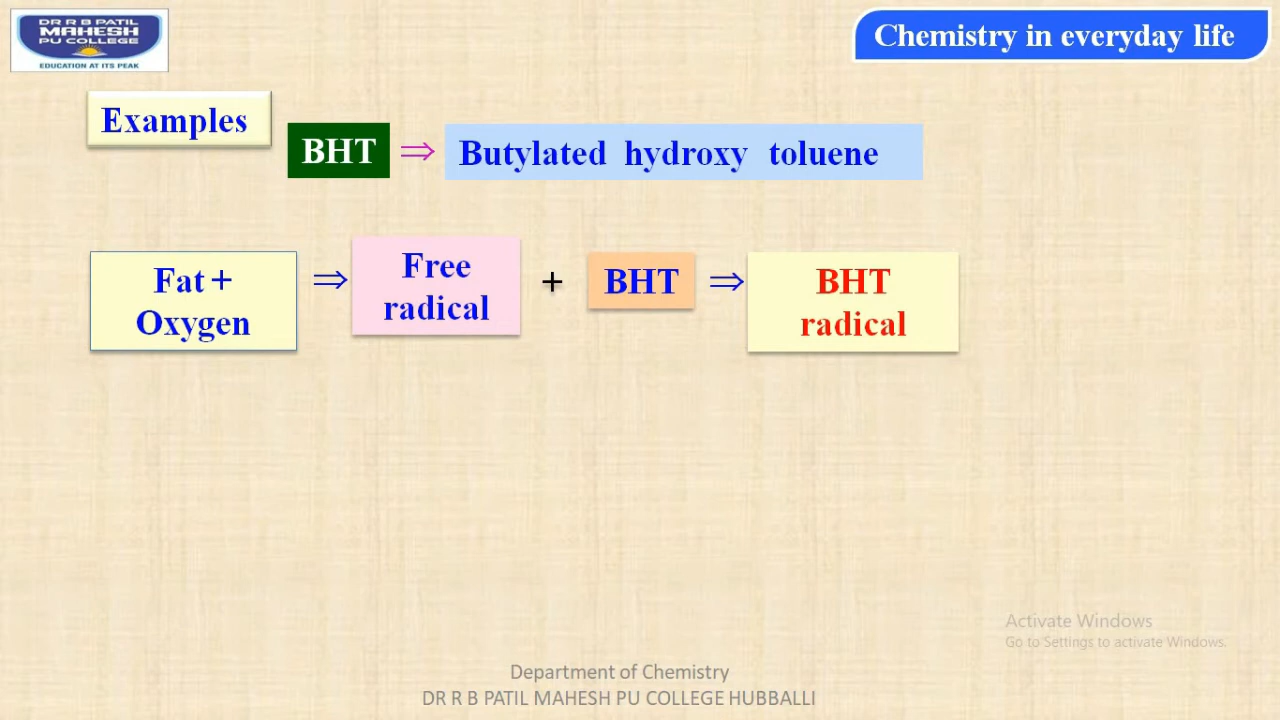 DR R B PATIL
MAHESH
PU COLLEGE
EDUCATION AT ITS PEAK
Chemistry in everyday life
Examples
BHT ⇒ Butylated hydroxy toluene
Fat + Oxygen ⇒ Free radical + BHT ⇒ BHT radical
Activate Windows
Go to Settings to activate Windows.
Department of Chemistry
DR R B PATIL MAHESH PU COLLEGE HUBBALLI